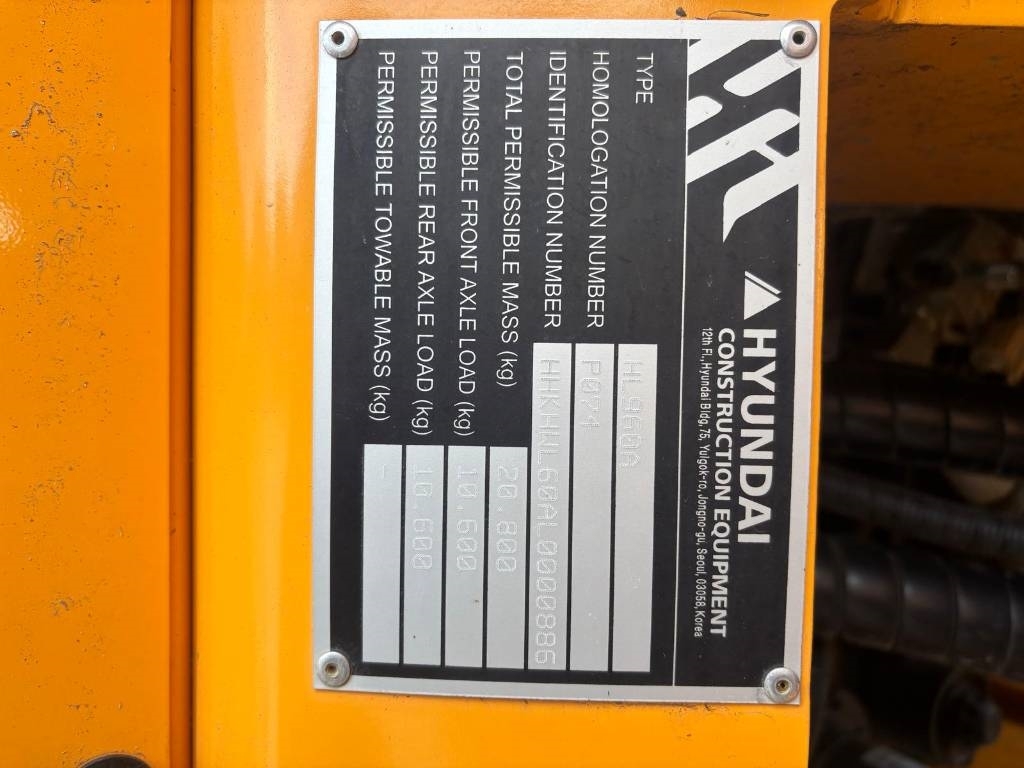 HYUNDAI
CONSTRUCTION EQUIPMENT
12th Fl., Hyundai Bldg, 75, Yulgok-ro, Jongno-gu, Seoul, 03058, Korea
TYPE HL960A
HOMOLOGATION NUMBER P074
IDENTIFICATION NUMBER HHKHWL60AL0000886
TOTAL PERMISSIBLE MASS (kg) 20.800
PERMISSIBLE FRONT AXLE LOAD (kg) 10.600
PERMISSIBLE REAR AXLE LOAD (kg) 10.600
PERMISSIBLE TOWABLE MASS (kg) -